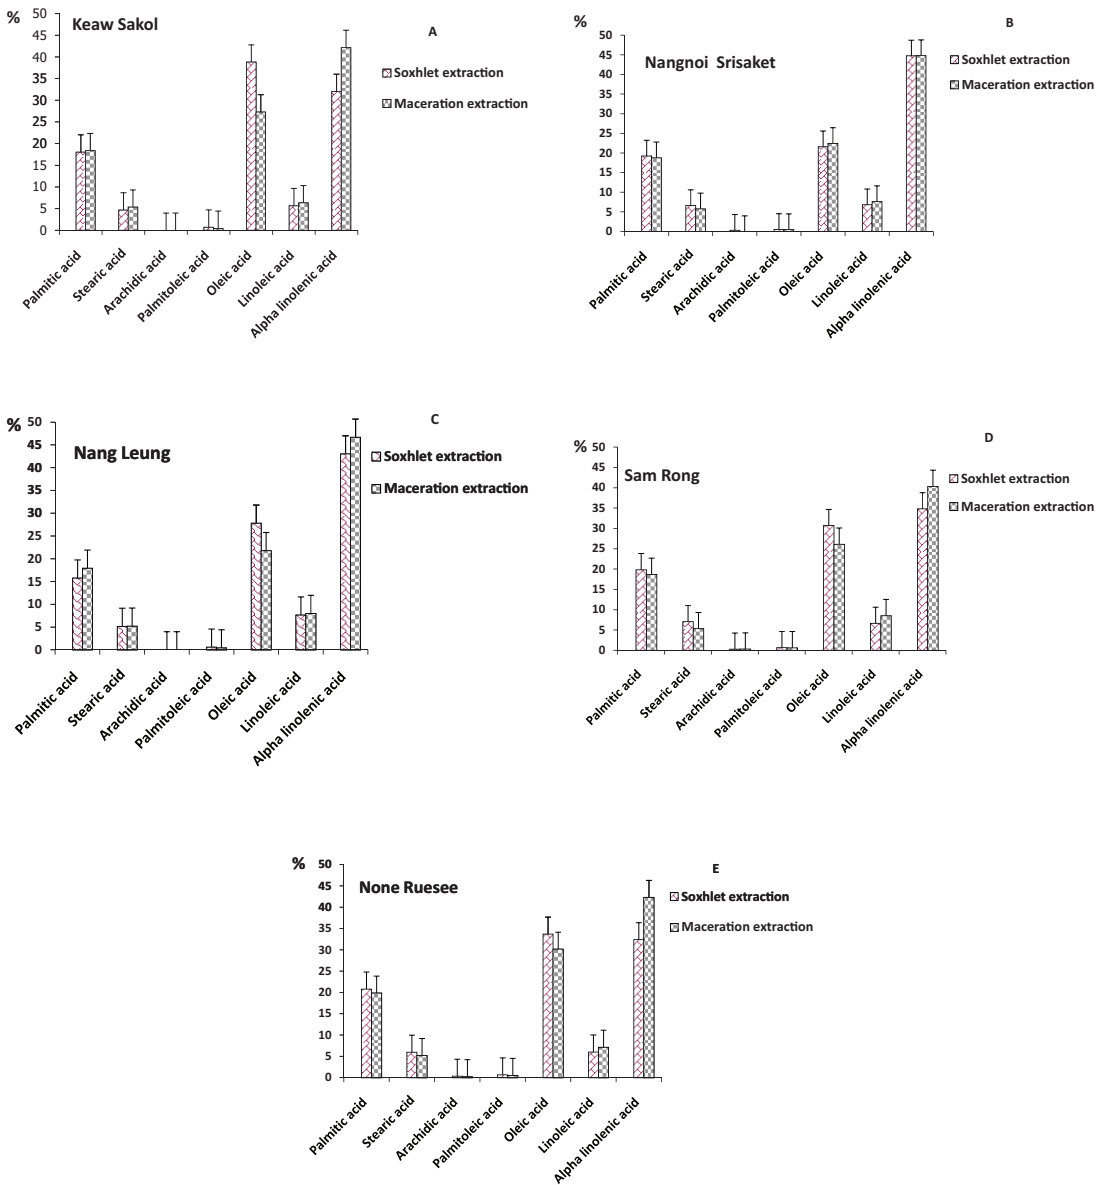 %
50
45
40
35
30
25
20
15
10
5
0
Keaw Sakol
A
Soxhlet extraction
Maceration extraction
Palmitic acid
Stearic acid
Arachidic acid
Palmitoleic acid
Oleic acid
Linoleic acid
Alpha linolenic acid
%
50
45
40
35
30
25
20
15
10
5
0
Nangnoi Srisaket
B
Soxhlet extraction
Maceration extraction
Palmitic acid
Stearic acid
Arachidic acid
Palmitoleic acid
Oleic acid
Linoleic acid
Alpha linolenic acid
%
50
45
40
35
30
25
20
15
10
5
0
Nang Leung
C
Soxhlet extraction
Maceration extraction
Palmitic acid
Stearic acid
Arachidic acid
Palmitoleic acid
Oleic acid
Linoleic acid
Alpha linolenic acid
%
50
45
40
35
30
25
20
15
10
5
0
Sam Rong
D
Soxhlet extraction
Maceration extraction
Palmitic acid
Stearic acid
Arachidic acid
Palmitoleic acid
Oleic acid
Linoleic acid
Alpha linolenic acid
%
50
45
40
35
30
25
20
15
10
5
0
None Ruesee
E
Soxhlet extraction
Maceration extraction
Palmitic acid
Stearic acid
Arachidic acid
Palmitoleic acid
Oleic acid
Linoleic acid
Alpha linolenic acid